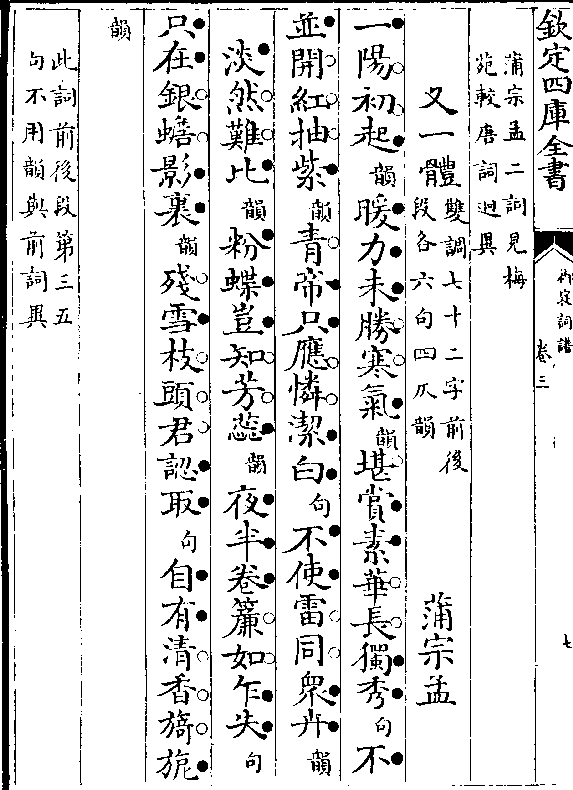 欽定四庫全書
御定詞譜
卷三
七
蒲宗孟二詞見梅
苑較唐詞迥異
又一體
雙調七十二字前後
段各六句四仄韻
蒲宗孟
一陽初起韻暖力未勝寒氣韻堪賞素華長獨秀句不
並開紅抽紫韻青帝只應憐潔白句不使雷同衆卉韻
淡然難比韻粉蝶豈知芳蕊韻夜半卷簾如乍失句
只在銀蟾影裏韻殘雪枝頭君認取句自有清香旖旎
韻
此詞前後段第三五
句不用韻與前詞異